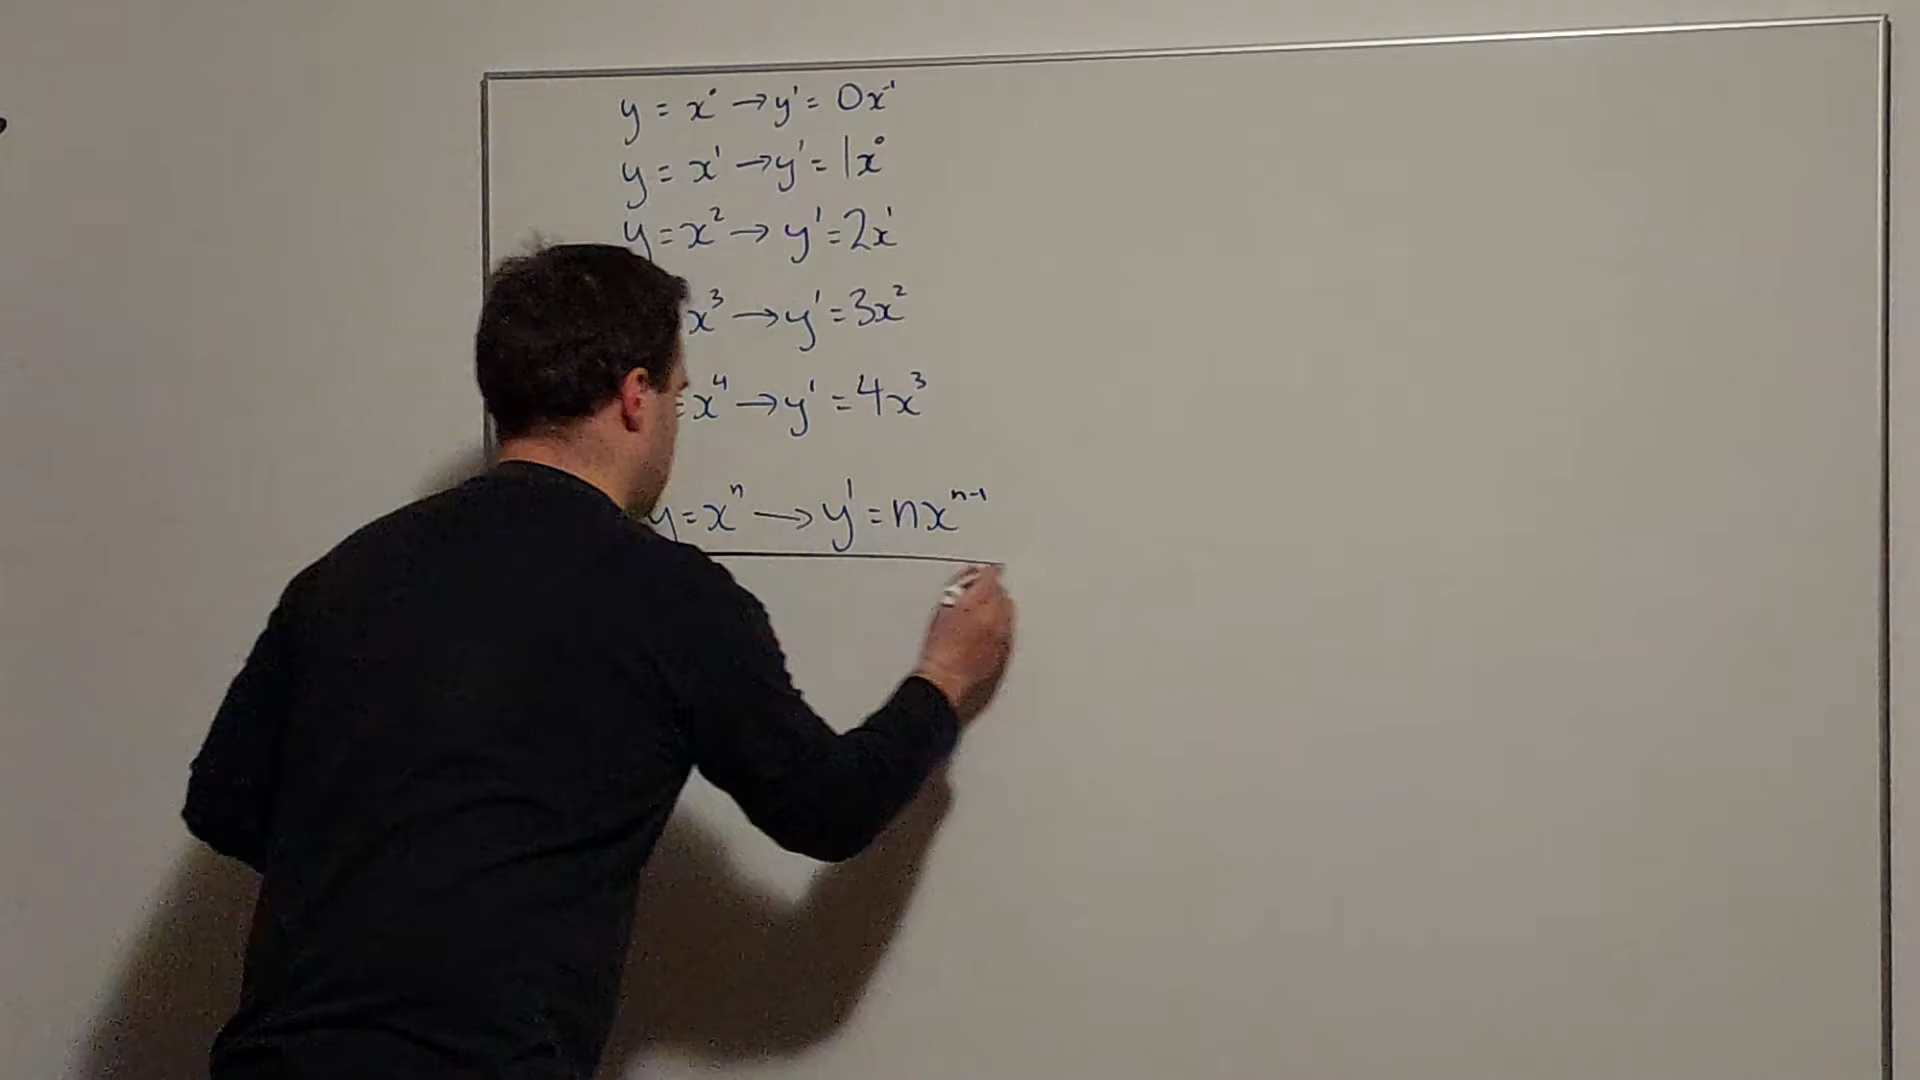 y = x⁰ → y' = 0x⁻¹
y = x¹ → y' = 1x⁰
y = x² → y' = 2x¹
x³ → y' = 3x²
= x⁴ → y' = 4x³
y = xⁿ → y' = nxⁿ⁻¹